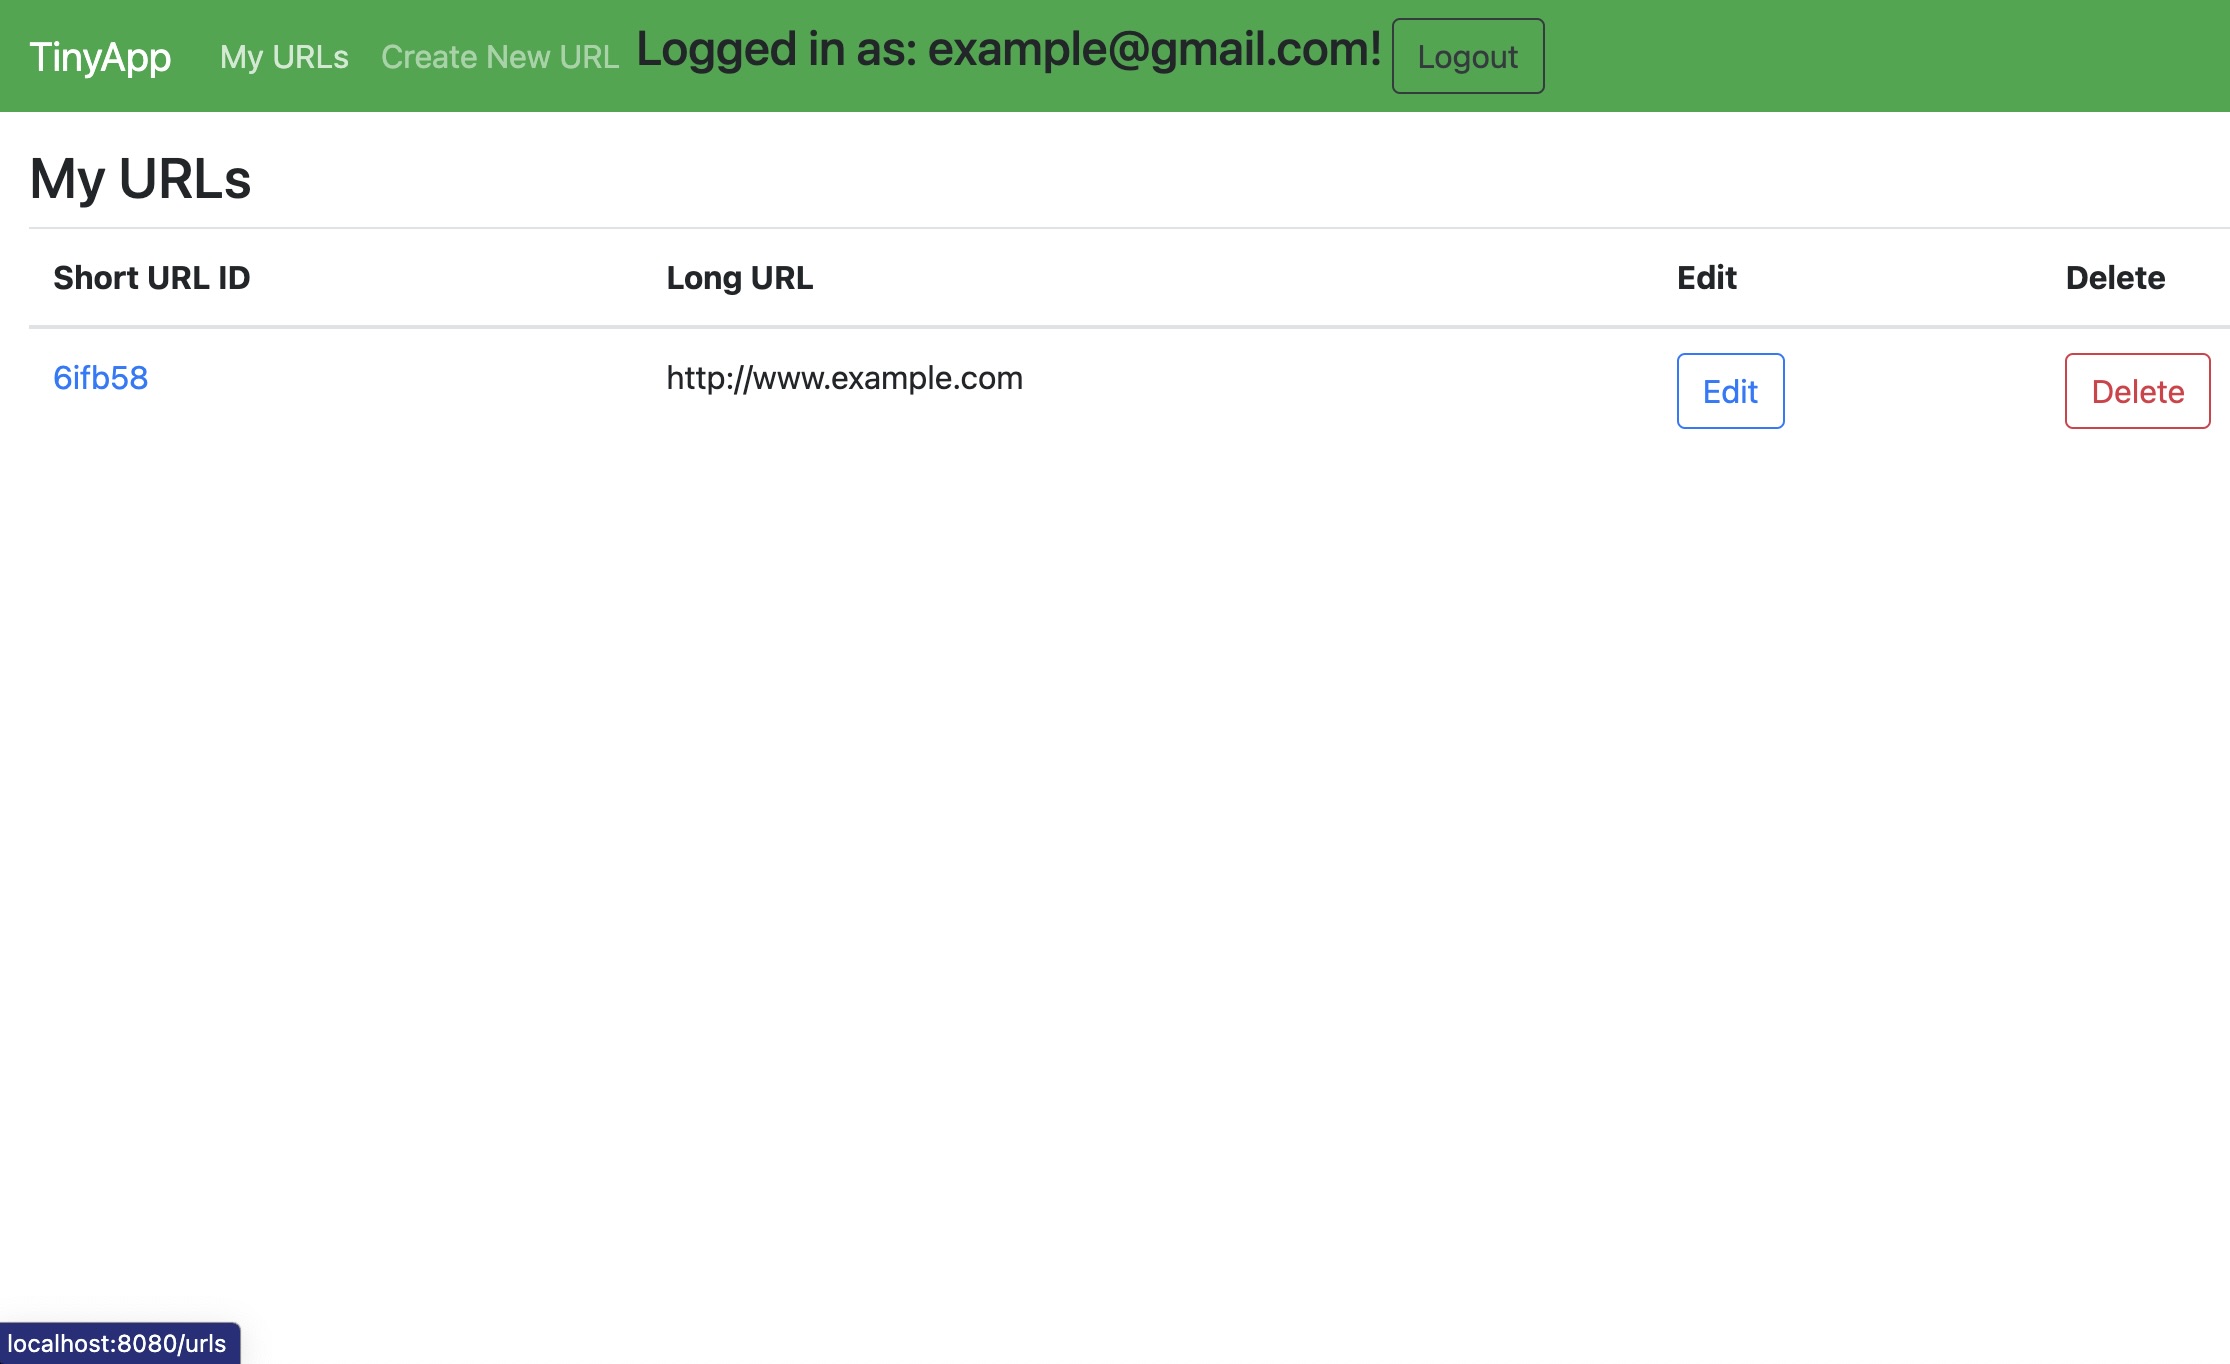 TinyApp My URLs Create New URL Logged in as: example@gmail.com! Logout
My URLs
Short URL ID Long URL Edit Delete
6ifb58 http://www.example.com Edit Delete
localhost:8080/urls